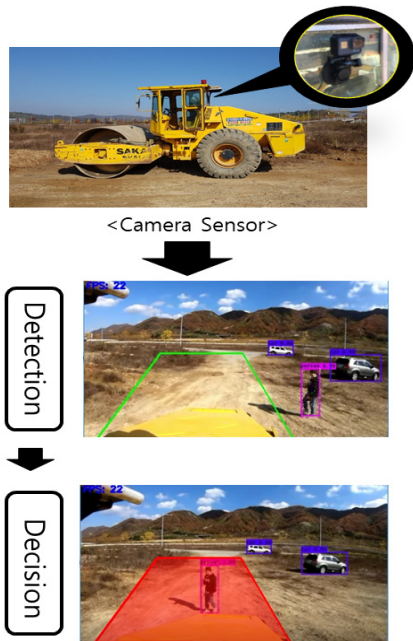 SAKAI
<Camera Sensor>
FPS: 22
Detection
FPS: 22
Decision